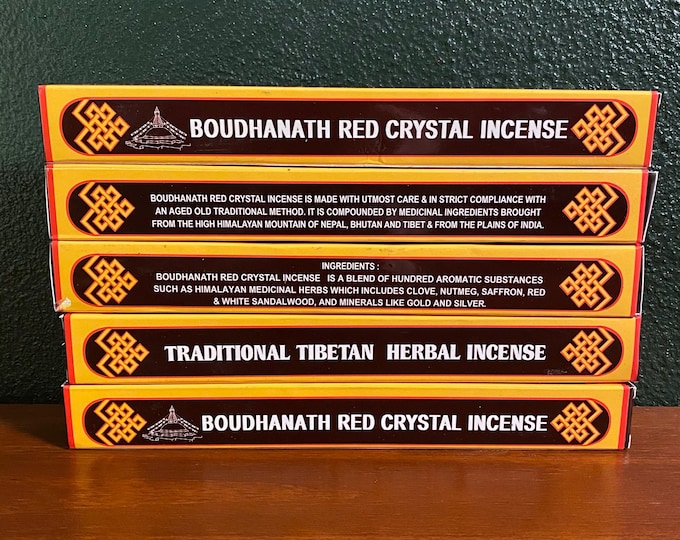 BOUDHANATH RED CRYSTAL INCENSE
BOUDHANATH RED CRYSTAL INCENSE IS MADE WITH UTMOST CARE & IN STRICT COMPLIANCE WITH
AN AGED OLD TRADITIONAL METHOD. IT IS COMPOUNDED BY MEDICINAL INGREDIENTS BROUGHT
FROM THE HIGH HIMALAYAN MOUNTAIN OF NEPAL, BHUTAN AND TIBET & FROM THE PLAINS OF INDIA.
INGREDIENTS :
BOUDHANATH RED CRYSTAL INCENSE IS A BLEND OF HUNDRED AROMATIC SUBSTANCES
SUCH AS HIMALAYAN MEDICINAL HERBS WHICH INCLUDES CLOVE, NUTMEG, SAFFRON, RED
& WHITE SANDALWOOD, AND MINERALS LIKE GOLD AND SILVER.
TRADITIONAL TIBETAN HERBAL INCENSE
BOUDHANATH RED CRYSTAL INCENSE